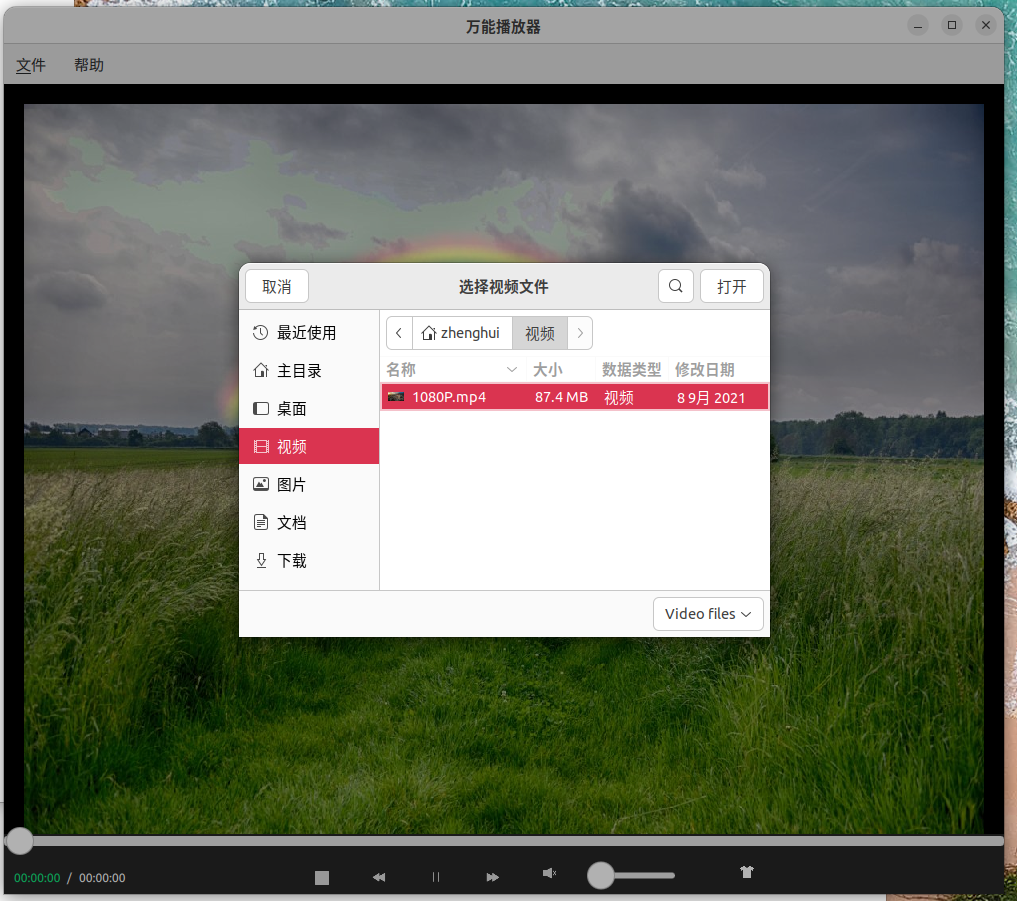 万能播放器
文件 帮助
取消 选择视频文件 打开
最近使用
主目录
桌面
视频
图片
文档
下载
zhenghui 视频
名称 大小 数据类型 修改日期
1080P.mp4 87.4 MB 视频 8 9月 2021
Video files
00:00:00 / 00:00:00